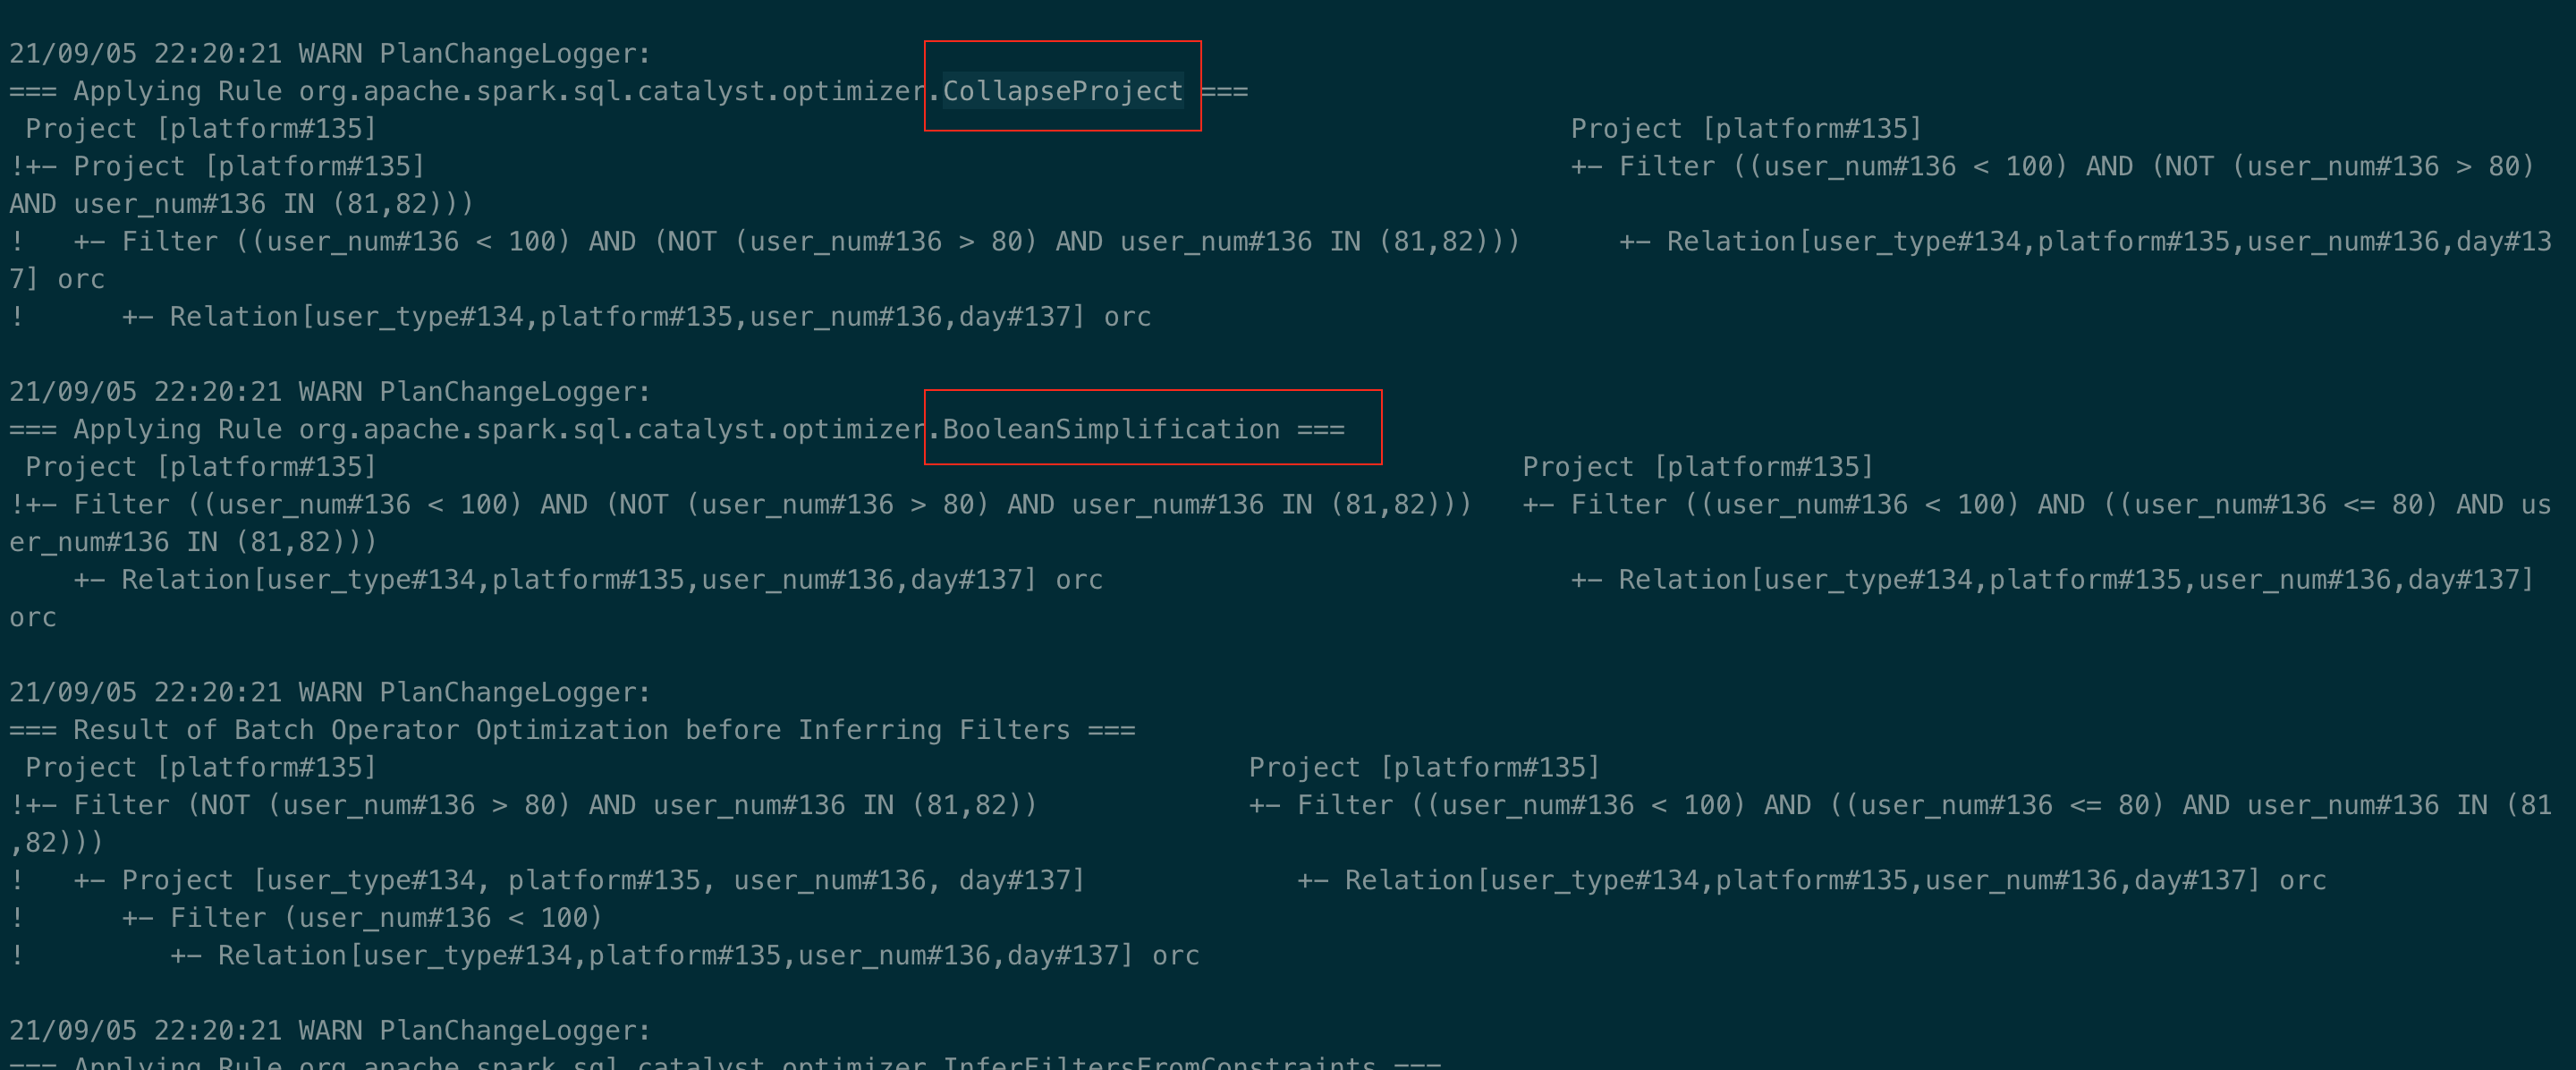 21/09/05 22:20:21 WARN PlanChangeLogger:
=== Applying Rule org.apache.spark.sql.catalyst.optimizer.CollapseProject ===
 Project [platform#135]                                                                          Project [platform#135]
!+- Project [platform#135]                                                                       +- Filter ((user_num#136 < 100) AND (NOT (user_num#136 > 80)
AND user_num#136 IN (81,82)))
!   +- Filter ((user_num#136 < 100) AND (NOT (user_num#136 > 80) AND user_num#136 IN (81,82)))      +- Relation[user_type#134,platform#135,user_num#136,day#13
7] orc
!      +- Relation[user_type#134,platform#135,user_num#136,day#137] orc

21/09/05 22:20:21 WARN PlanChangeLogger:
=== Applying Rule org.apache.spark.sql.catalyst.optimizer.BooleanSimplification ===
 Project [platform#135]                                                                       Project [platform#135]
!+- Filter ((user_num#136 < 100) AND (NOT (user_num#136 > 80) AND user_num#136 IN (81,82)))   +- Filter ((user_num#136 < 100) AND ((user_num#136 <= 80) AND us
er_num#136 IN (81,82)))
    +- Relation[user_type#134,platform#135,user_num#136,day#137] orc                             +- Relation[user_type#134,platform#135,user_num#136,day#137]
orc

21/09/05 22:20:21 WARN PlanChangeLogger:
=== Result of Batch Operator Optimization before Inferring Filters ===
 Project [platform#135]                                                      Project [platform#135]
!+- Filter (NOT (user_num#136 > 80) AND user_num#136 IN (81,82))             +- Filter ((user_num#136 < 100) AND ((user_num#136 <= 80) AND user_num#136 IN (81
,82)))
!   +- Project [user_type#134, platform#135, user_num#136, day#137]             +- Relation[user_type#134,platform#135,user_num#136,day#137] orc
!      +- Filter (user_num#136 < 100)
!         +- Relation[user_type#134,platform#135,user_num#136,day#137] orc

21/09/05 22:20:21 WARN PlanChangeLogger:
=== Applying Rule org.apache.spark.sql.catalyst.optimizer.InferFiltersFromConstraints ===